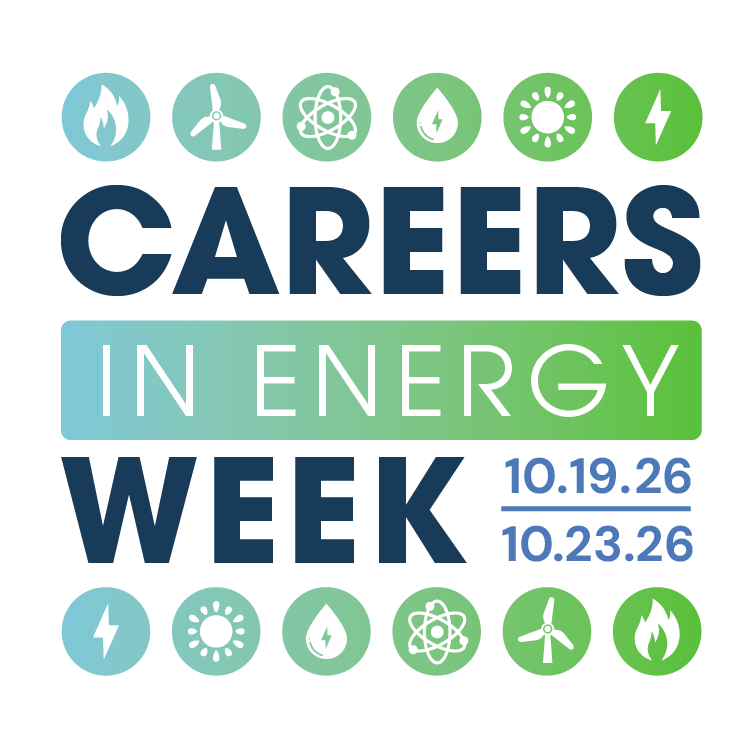 CAREERS
IN ENERGY
WEEK
10.19.26
10.23.26